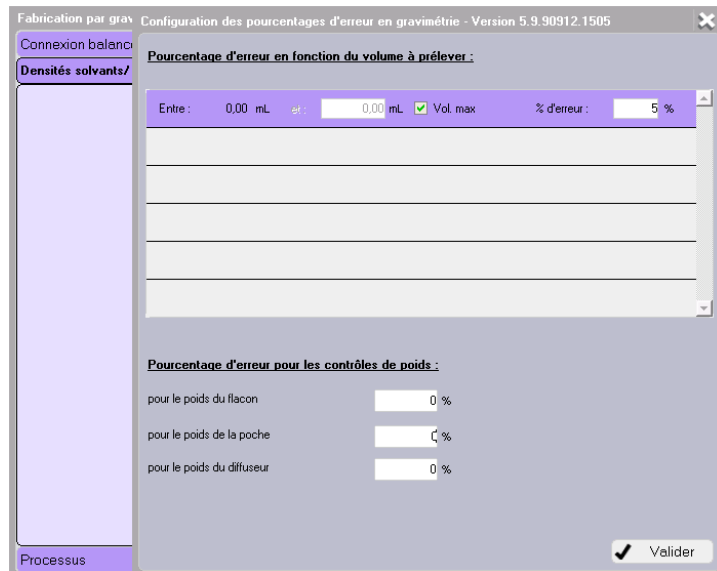 Fabrication par grav
Configuration des pourcentages d'erreur en gravimétrie - Version 5.9.90912.1505
Connexion balanc
Densités solvants/
Pourcentage d'erreur en fonction du volume à prélever :
Entre : 0,00 mL et : 0,00 mL Vol. max % d'erreur : 5 %
Pourcentage d'erreur pour les contrôles de poids :
pour le poids du flacon 0 %
pour le poids de la poche 0 %
pour le poids du diffuseur 0 %
Valider
Processus